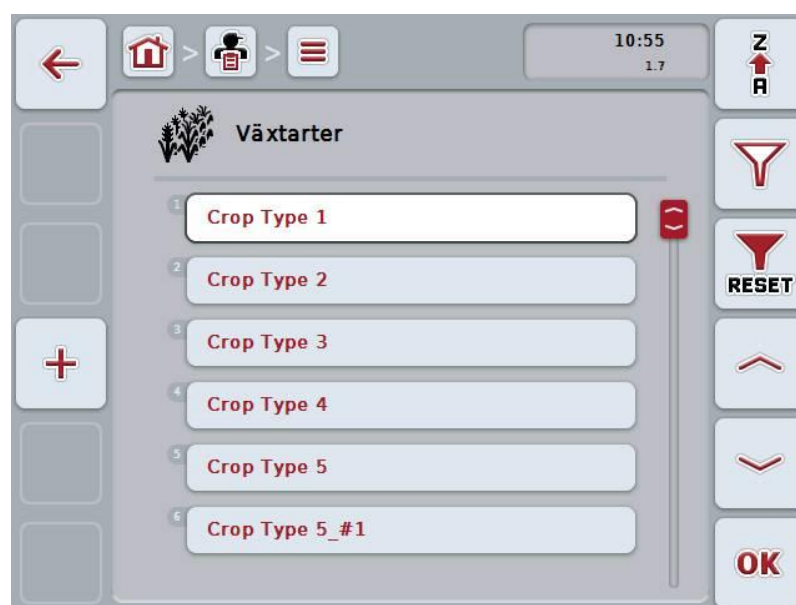 10:55
1.7
Z
A
Växtarter
1
Crop Type 1
2
Crop Type 2
RESET
3
Crop Type 3
4
Crop Type 4
5
Crop Type 5
6
Crop Type 5_#1
OK